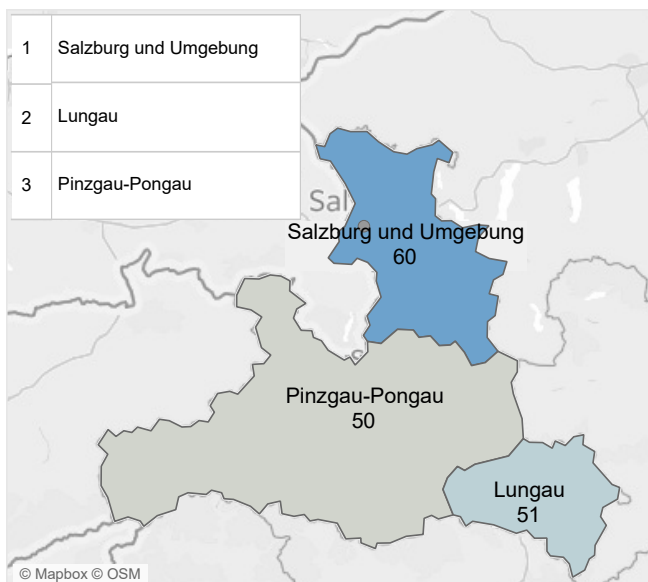 1 Salzburg und Umgebung
2 Lungau
3 Pinzgau-Pongau
Sal
Salzburg und Umgebung
60
Pinzgau-Pongau
50
Lungau
51
© Mapbox © OSM